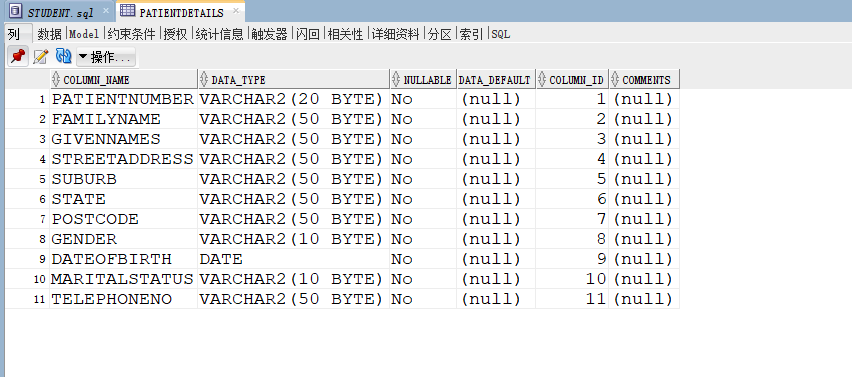 STUDENT.sql PATIENTDETAILS
列 数据 Model 约束条件 授权 统计信息 触发器 闪回 相关性 详细资料 分区 索引 SQL
操作...
COLUMN_NAME DATA_TYPE NULLABLE DATA_DEFAULT COLUMN_ID COMMENTS
1 PATIENTNUMBER VARCHAR2(20 BYTE) No (null) 1 (null)
2 FAMILYNAME VARCHAR2(50 BYTE) No (null) 2 (null)
3 GIVENNAMES VARCHAR2(50 BYTE) No (null) 3 (null)
4 STREETADDRESS VARCHAR2(50 BYTE) No (null) 4 (null)
5 SUBURB VARCHAR2(50 BYTE) No (null) 5 (null)
6 STATE VARCHAR2(50 BYTE) No (null) 6 (null)
7 POSTCODE VARCHAR2(50 BYTE) No (null) 7 (null)
8 GENDER VARCHAR2(10 BYTE) No (null) 8 (null)
9 DATEOFBIRTH DATE No (null) 9 (null)
10 MARITALSTATUS VARCHAR2(10 BYTE) No (null) 10 (null)
11 TELEPHONENO VARCHAR2(50 BYTE) No (null) 11 (null)